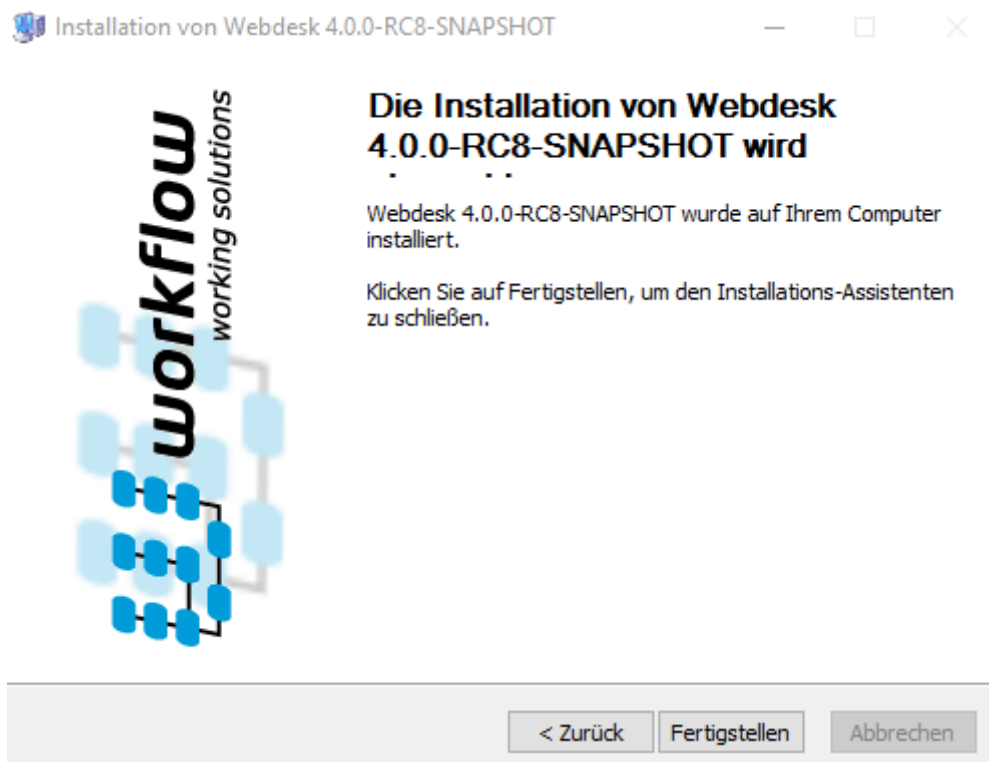 Installation von Webdesk 4.0.0-RC8-SNAPSHOT
workflow
working solutions
Die Installation von Webdesk
4.0.0-RC8-SNAPSHOT wird
Webdesk 4.0.0-RC8-SNAPSHOT wurde auf Ihrem Computer
installiert.
Klicken Sie auf Fertigstellen, um den Installations-Assistenten
zu schließen.
< Zurück
Fertigstellen
Abbrechen